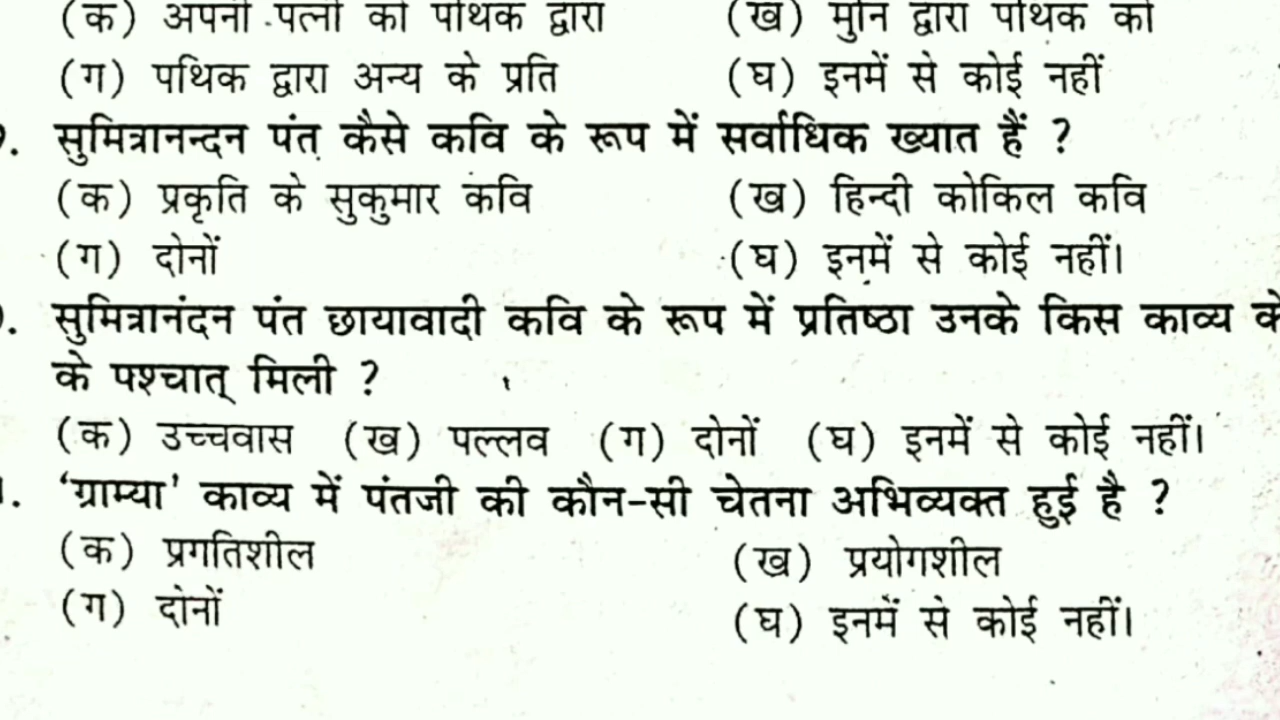 (क) अपनी पत्नी को पथिक द्वारा (ख) मुनि द्वारा पथिक को
(ग) पथिक द्वारा अन्य के प्रति (घ) इनमें से कोई नहीं
सुमित्रानन्दन पंत कैसे कवि के रूप में सर्वाधिक ख्यात हैं ?
(क) प्रकृति के सुकुमार कवि (ख) हिन्दी कोकिल कवि
(ग) दोनों (घ) इनमें से कोई नहीं।
सुमित्रानंदन पंत छायावादी कवि के रूप में प्रतिष्ठा उनके किस काव्य के
के पश्चात् मिली ?
(क) उच्चवास (ख) पल्लव (ग) दोनों (घ) इनमें से कोई नहीं।
‘ग्राम्या’ काव्य में पंतजी की कौन-सी चेतना अभिव्यक्त हुई है ?
(क) प्रगतिशील (ख) प्रयोगशील
(ग) दोनों (घ) इनमें से कोई नहीं।